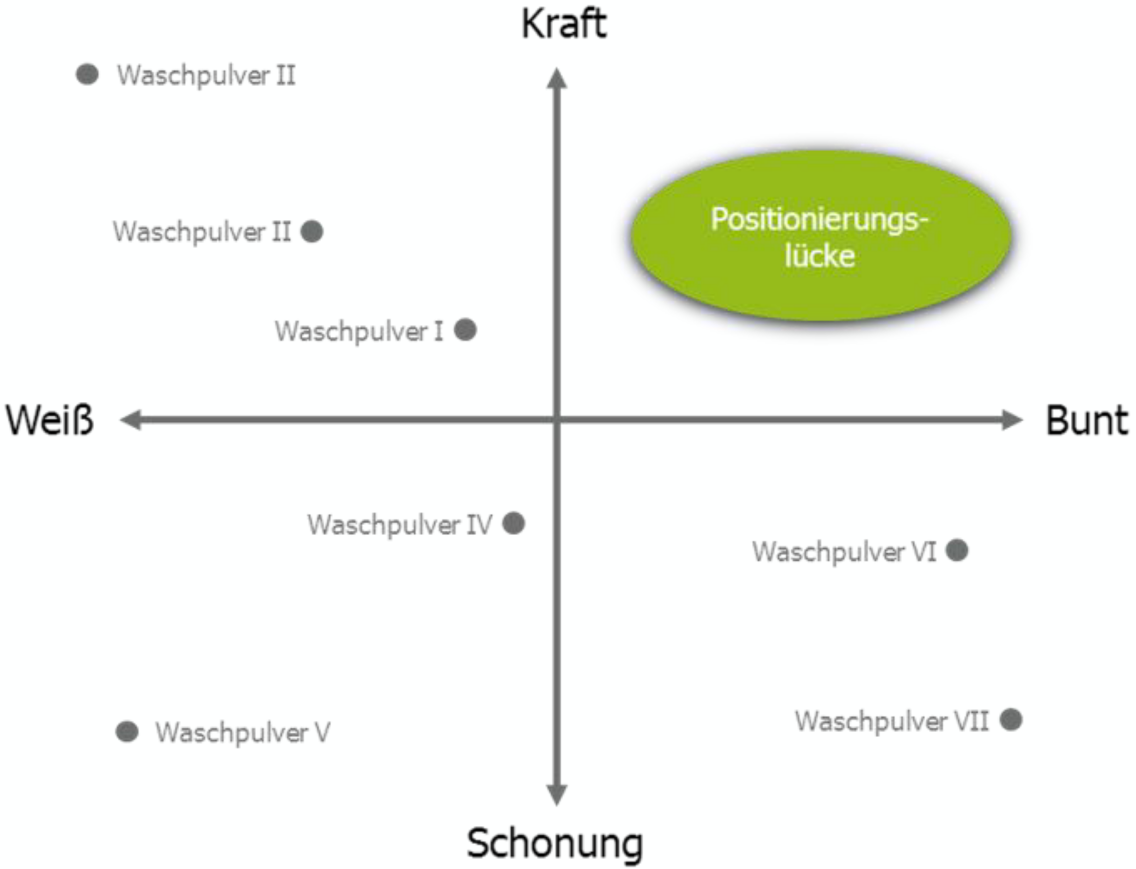 Kraft
Waschpulver II
Waschpulver II
Positionierungs-
lücke
Waschpulver I
Weiß
Bunt
Waschpulver IV
Waschpulver VI
Waschpulver V
Waschpulver VII
Schonung